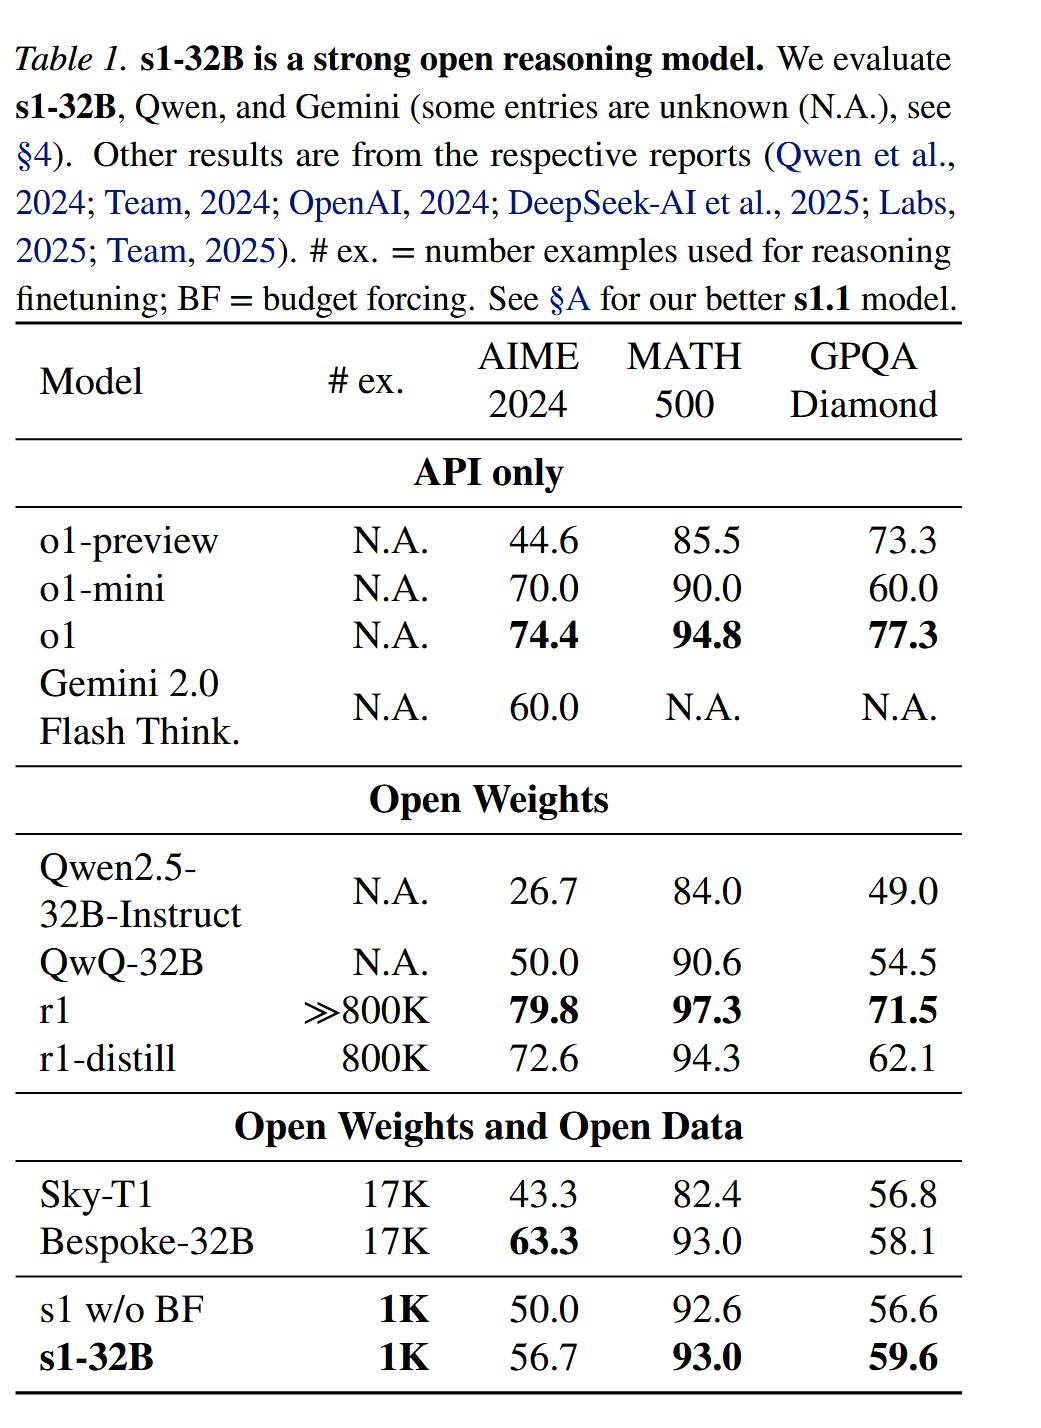 Table 1. s1-32B is a strong open reasoning model. We evaluate
s1-32B, Qwen, and Gemini (some entries are unknown (N.A.), see
§4). Other results are from the respective reports (Qwen et al.,
2024; Team, 2024; OpenAI, 2024; DeepSeek-AI et al., 2025; Labs,
2025; Team, 2025). # ex. = number examples used for reasoning
finetuning; BF = budget forcing. See §A for our better s1.1 model.
Model # ex. AIME 2024 MATH 500 GPQA Diamond
API only
o1-preview N.A. 44.6 85.5 73.3
o1-mini N.A. 70.0 90.0 60.0
o1 N.A. 74.4 94.8 77.3
Gemini 2.0 Flash Think. N.A. 60.0 N.A. N.A.
Open Weights
Qwen2.5-32B-Instruct N.A. 26.7 84.0 49.0
QwQ-32B N.A. 50.0 90.6 54.5
r1 ≫800K 79.8 97.3 71.5
r1-distill 800K 72.6 94.3 62.1
Open Weights and Open Data
Sky-T1 17K 43.3 82.4 56.8
Bespoke-32B 17K 63.3 93.0 58.1
s1 w/o BF 1K 50.0 92.6 56.6
s1-32B 1K 56.7 93.0 59.6